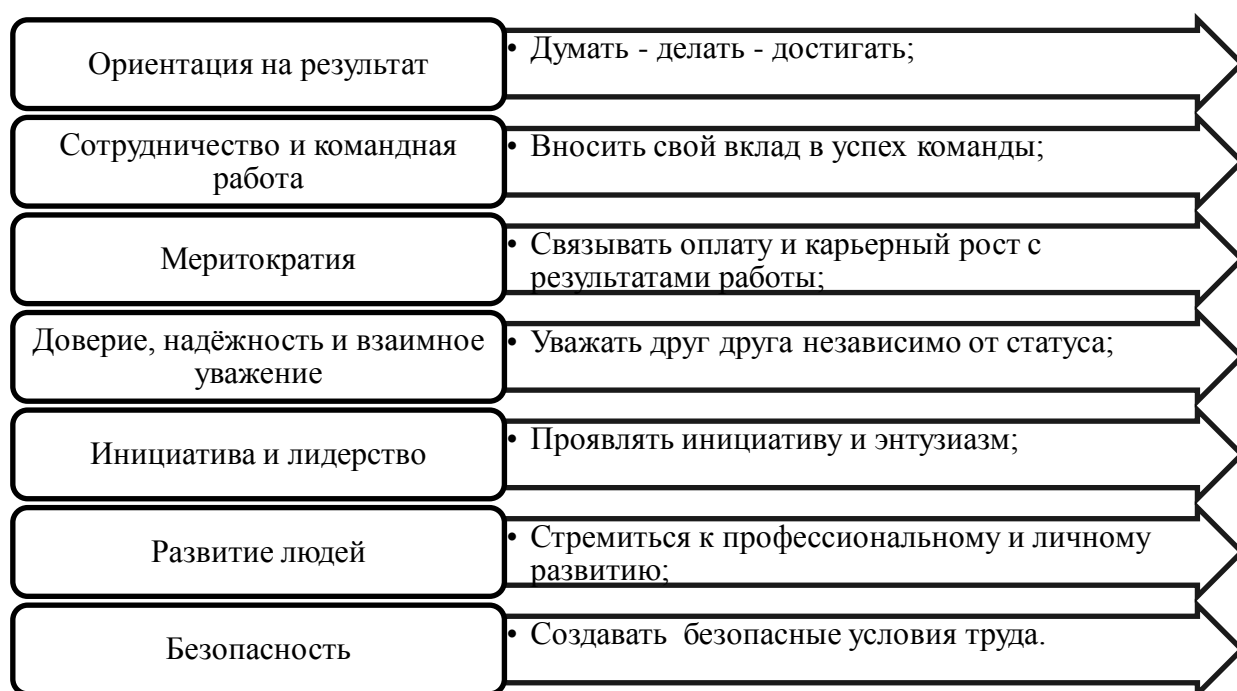 Ориентация на результат
• Думать - делать - достигать;
Сотрудничество и командная
работа
• Вносить свой вклад в успех команды;
Меритократия
• Связывать оплату и карьерный рост с
результатами работы;
Доверие, надёжность и взаимное
уважение
• Уважать друг друга независимо от статуса;
Инициатива и лидерство
• Проявлять инициативу и энтузиазм;
Развитие людей
• Стремиться к профессиональному и личному
развитию;
Безопасность
• Создавать  безопасные условия труда.